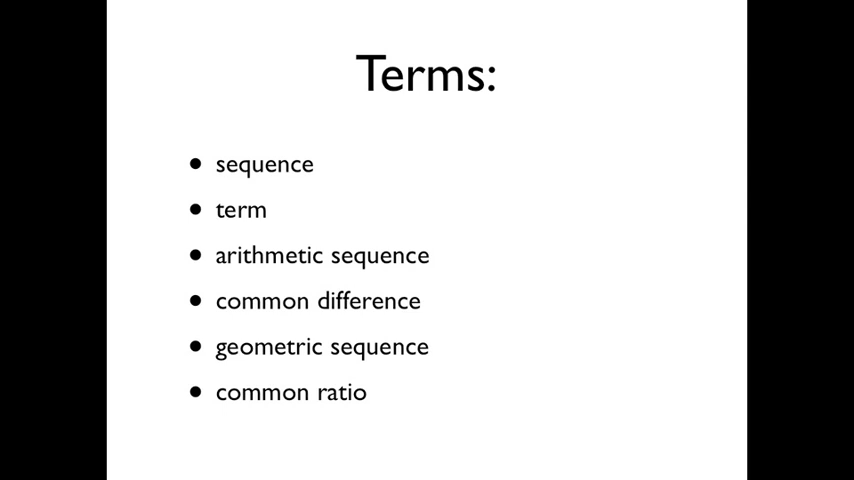 Terms:
• sequence
• term
• arithmetic sequence
• common difference
• geometric sequence
• common ratio